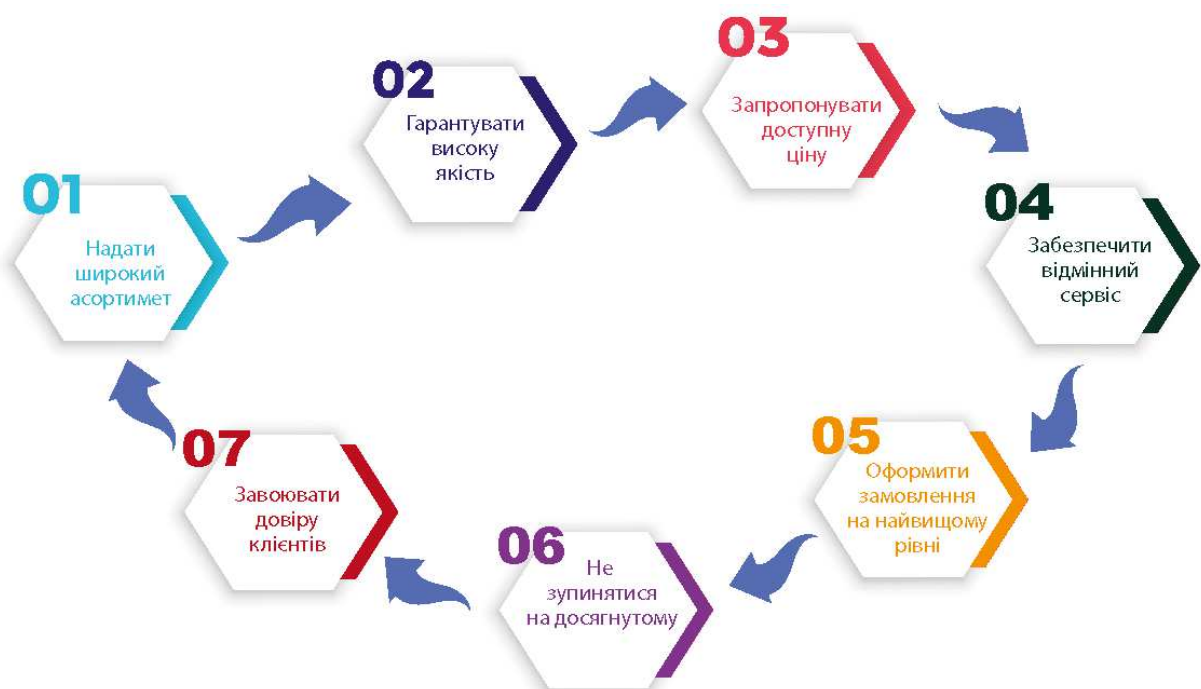 01
Надати
широкий
асортимет
02
Гарантувати
високу
якість
03
Запропонувати
доступну
ціну
04
Забезпечити
відмінний
сервіс
05
Оформити
замовлення
на найвищому
рівні
06
Не
зупинятися
на досягнутому
07
Завоювати
довіру
клієнтів